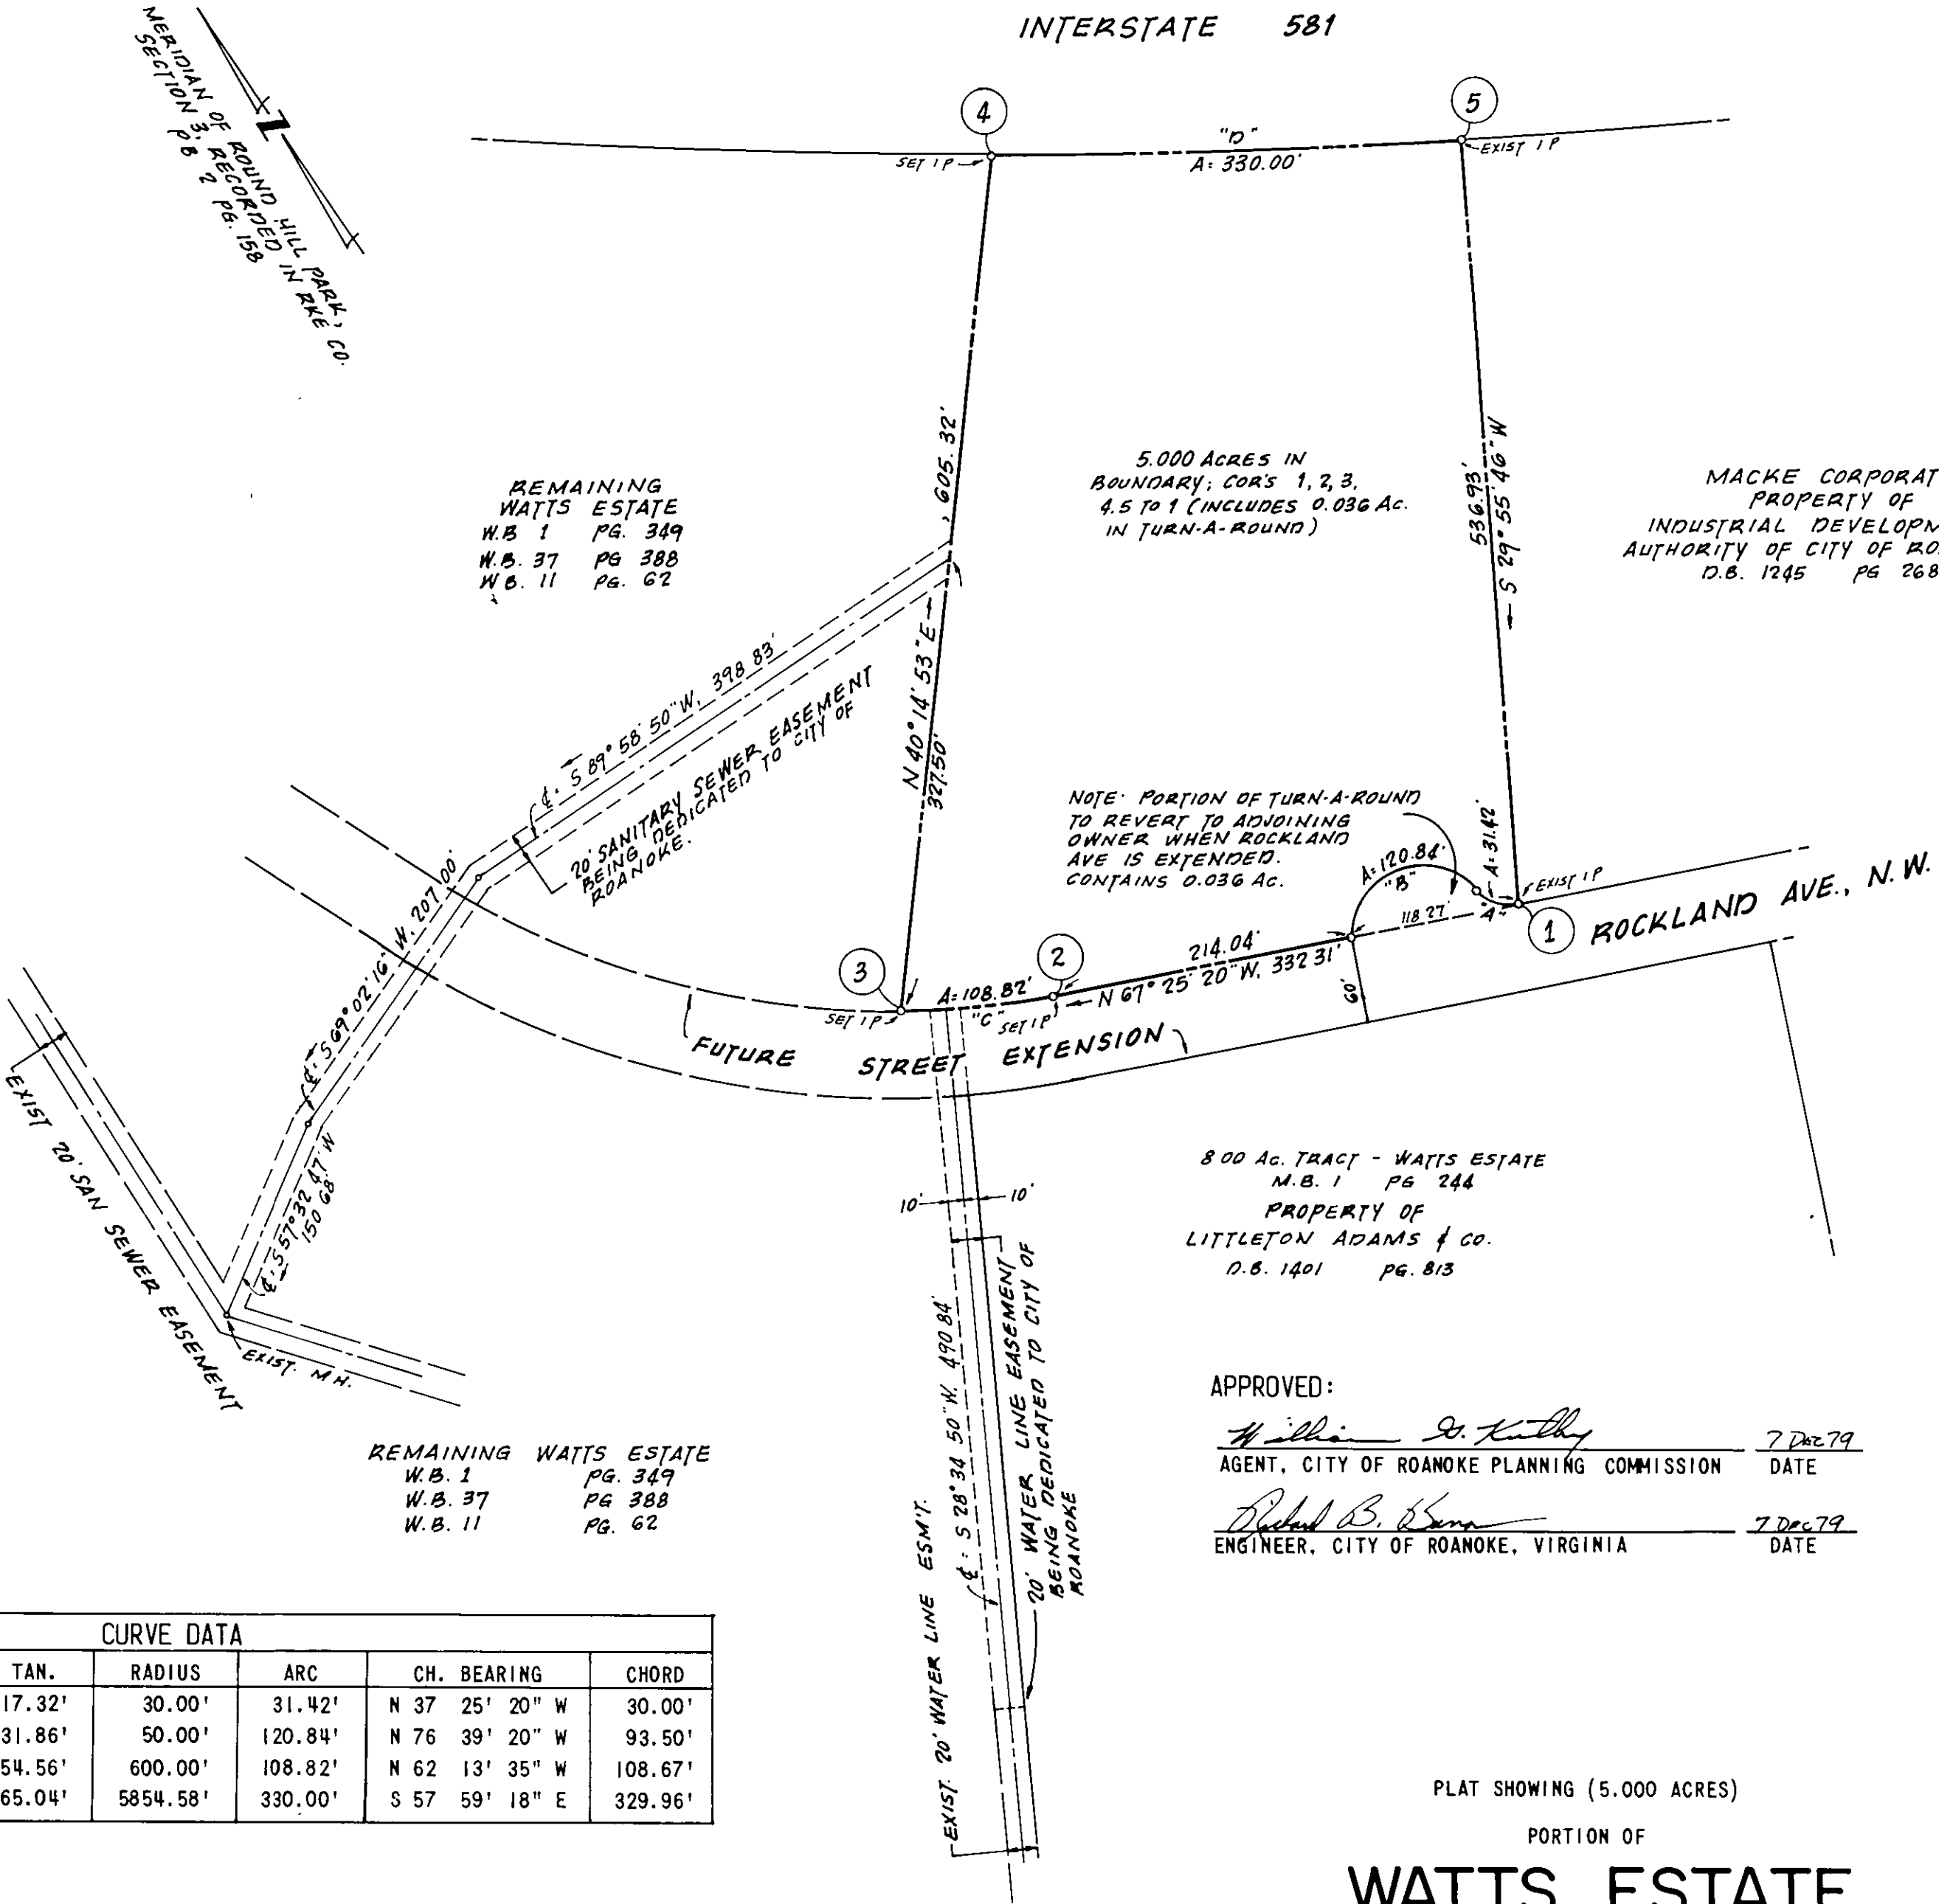 INTERSTATE 581
MERIDIAN OF ROUND HILL PARK,
SECTION 3, RECORDED IN RKE CO.
P B 2 PG. 158
4
5
"D"
A = 330.00'
SET I P
EXIST I P
, 605.32'
N 40° 14' 53" E
327.50'
536.93'
S 29° 55' 46" W
5.000 ACRES IN
BOUNDARY; COR'S 1, 2, 3,
4.5 TO 1 (INCLUDES 0.036 AC.
IN TURN-A-ROUND)
REMAINING
WATTS ESTATE
W.B 1 PG. 349
W.B. 37 PG 388
W B. 11 PG. 62
MACKE CORPORAT
PROPERTY OF
INDUSTRIAL DEVELOPM
AUTHORITY OF CITY OF RO
D.B. 1245 PG 268
℄: S 89° 58' 50" W, 398 83'
20' SANITARY SEWER EASEMENT
BEING DEDICATED TO CITY OF
ROANOKE.
NOTE: PORTION OF TURN-A-ROUND
TO REVERT TO ADJOINING
OWNER WHEN ROCKLAND
AVE IS EXTENDED.
CONTAINS 0.036 AC.
A = 120.84'
"B"
A = 31.42'
EXIST I P
118.27'
"A"
1
ROCKLAND AVE., N.W.
℄: S 69° 02' 16" W, 207 00'
3
A = 108.82'
"C"
2
214.04'
N 67° 25' 20" W, 332 31'
60'
SET I P
SET I P
FUTURE STREET EXTENSION
℄: S 57° 32' 47" W
150 68'
EXIST 20' SAN SEWER EASEMENT
EXIST. M H.
10' 10'
8 00 AC. TRACT - WATTS ESTATE
M.B. 1 PG 244
PROPERTY OF
LITTLETON ADAMS & CO.
D.B. 1401 PG. 813
EXIST. 20' WATER LINE ESM'T.
℄: S 28° 34' 50" W. 490 84'
20' WATER LINE EASEMENT
BEING DEDICATED TO CITY OF
ROANOKE
REMAINING WATTS ESTATE
W.B. 1 PG. 349
W.B. 37 PG 388
W.B. 11 PG. 62
APPROVED:
William 7 Dec 79
AGENT, CITY OF ROANOKE PLANNING COMMISSION DATE
Richard B. 7 Dec 79
ENGINEER, CITY OF ROANOKE, VIRGINIA DATE
CURVE DATA
TAN. RADIUS ARC CH. BEARING CHORD
17.32' 30.00' 31.42' N 37 25' 20" W 30.00'
31.86' 50.00' 120.84' N 76 39' 20" W 93.50'
54.56' 600.00' 108.82' N 62 13' 35" W 108.67'
65.04' 5854.58' 330.00' S 57 59' 18" E 329.96'
PLAT SHOWING (5.000 ACRES)
PORTION OF
WATTS ESTATE